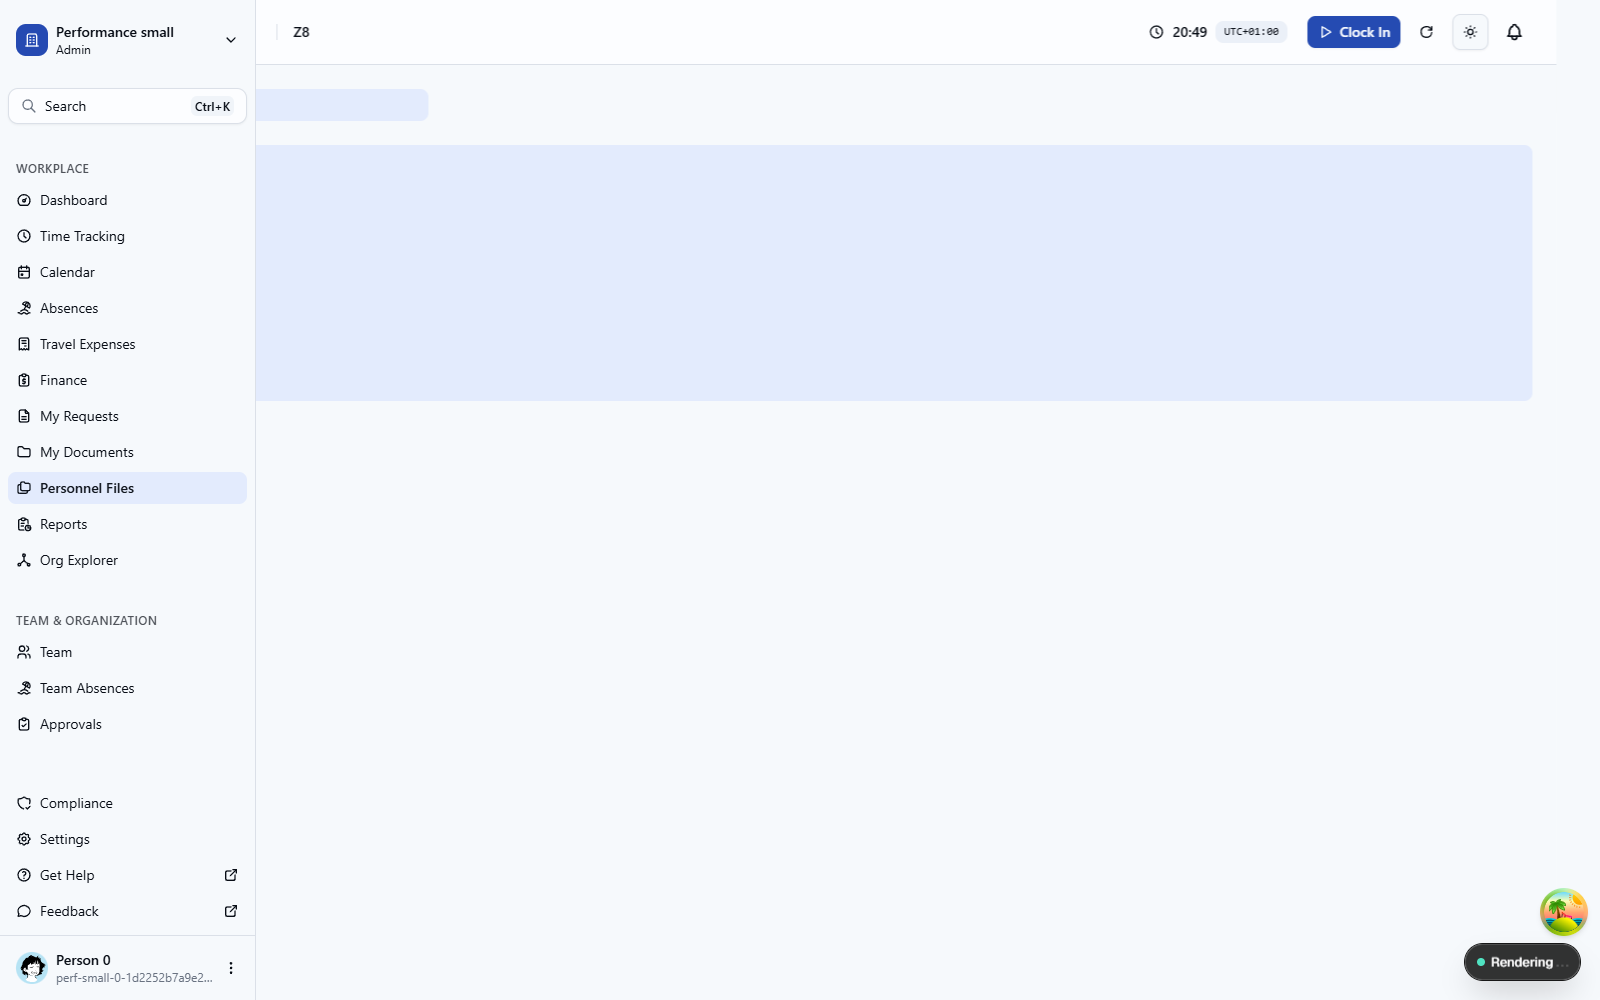 Performance small
Admin
Search
Ctrl+K
WORKPLACE
Dashboard
Time Tracking
Calendar
Absences
Travel Expenses
Finance
My Requests
My Documents
Personnel Files
Reports
Org Explorer
TEAM & ORGANIZATION
Team
Team Absences
Approvals
Compliance
Settings
Get Help
Feedback
Person 0
perf-small-0-1d2252b7a9e2...
Z8
20:49
UTC+01:00
Clock In
Rendering...